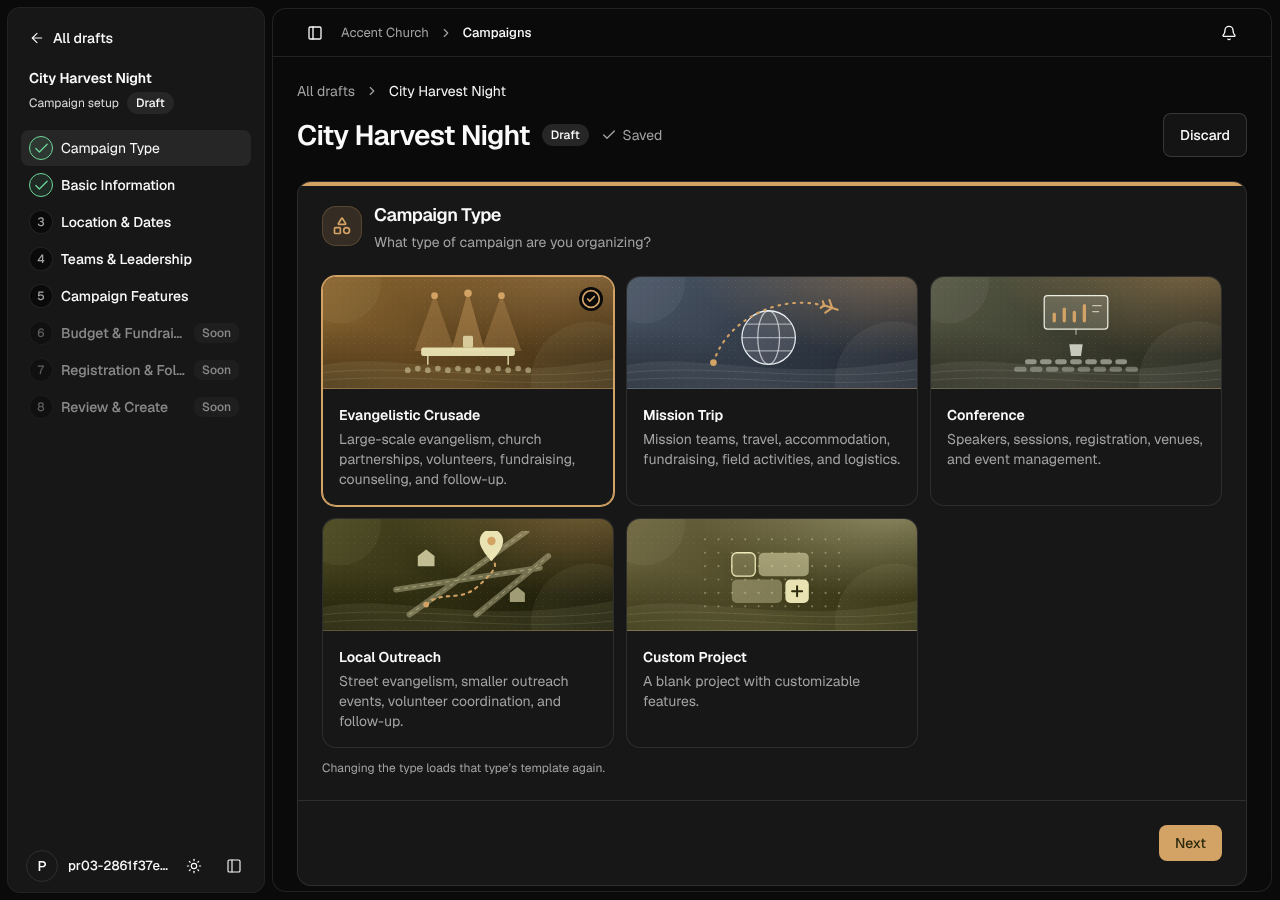 All drafts
City Harvest Night
Campaign setup Draft
Campaign Type
Basic Information
3 Location & Dates
4 Teams & Leadership
5 Campaign Features
6 Budget & Fundrai... Soon
7 Registration & Fol... Soon
8 Review & Create Soon
P pr03-2861f37e...
Accent Church Campaigns
All drafts City Harvest Night
City Harvest Night Draft Saved
Discard
Campaign Type
What type of campaign are you organizing?
Evangelistic Crusade
Large-scale evangelism, church
partnerships, volunteers, fundraising,
counseling, and follow-up.
Mission Trip
Mission teams, travel, accommodation,
fundraising, field activities, and logistics.
Conference
Speakers, sessions, registration, venues,
and event management.
Local Outreach
Street evangelism, smaller outreach
events, volunteer coordination, and
follow-up.
Custom Project
A blank project with customizable
features.
Changing the type loads that type's template again.
Next